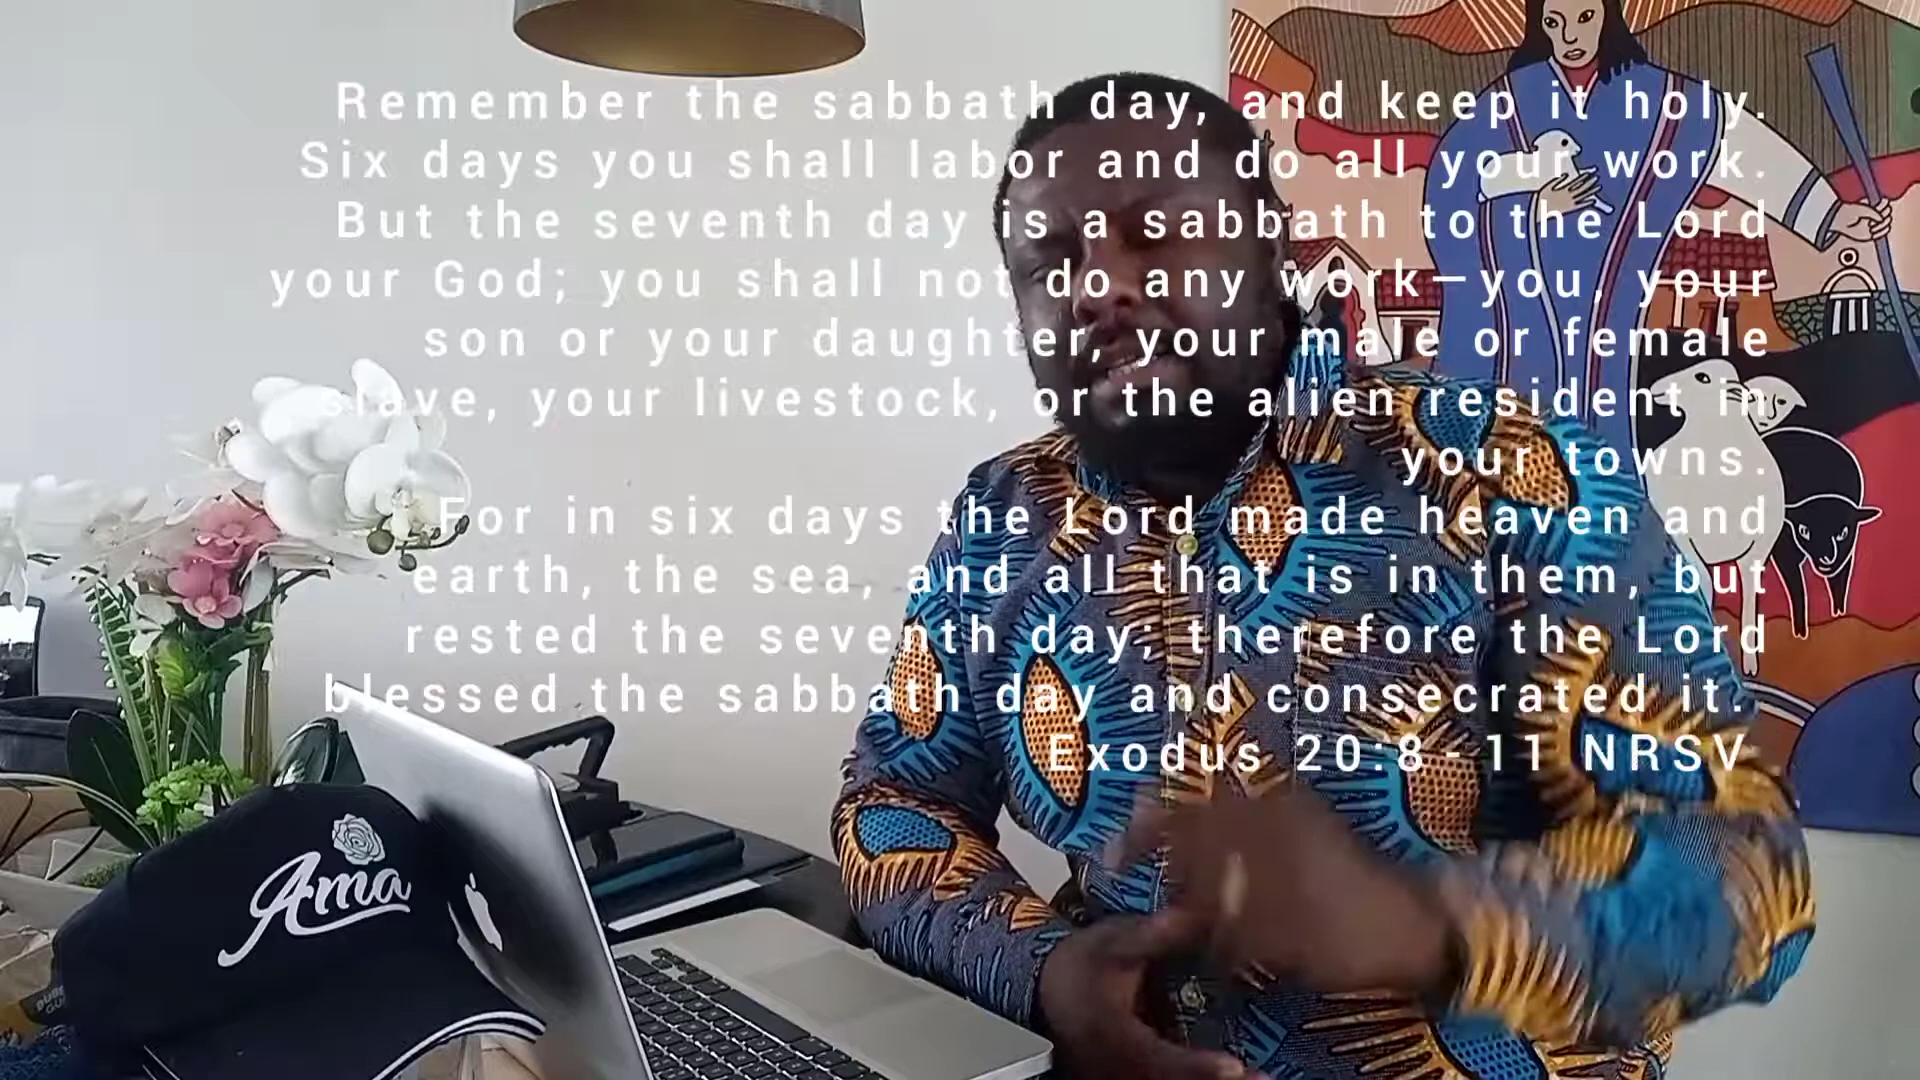 Remember the sabbath day, and keep it holy.
Six days you shall labor and do all your work.
But the seventh day is a sabbath to the Lord
your God; you shall not do any work—you, your
son or your daughter, your male or female
slave, your livestock, or the alien resident in
your towns.
For in six days the Lord made heaven and
earth, the sea, and all that is in them, but
rested the seventh day; therefore the Lord
blessed the sabbath day and consecrated it.
Exodus 20:8-11 NRSV.
Ama